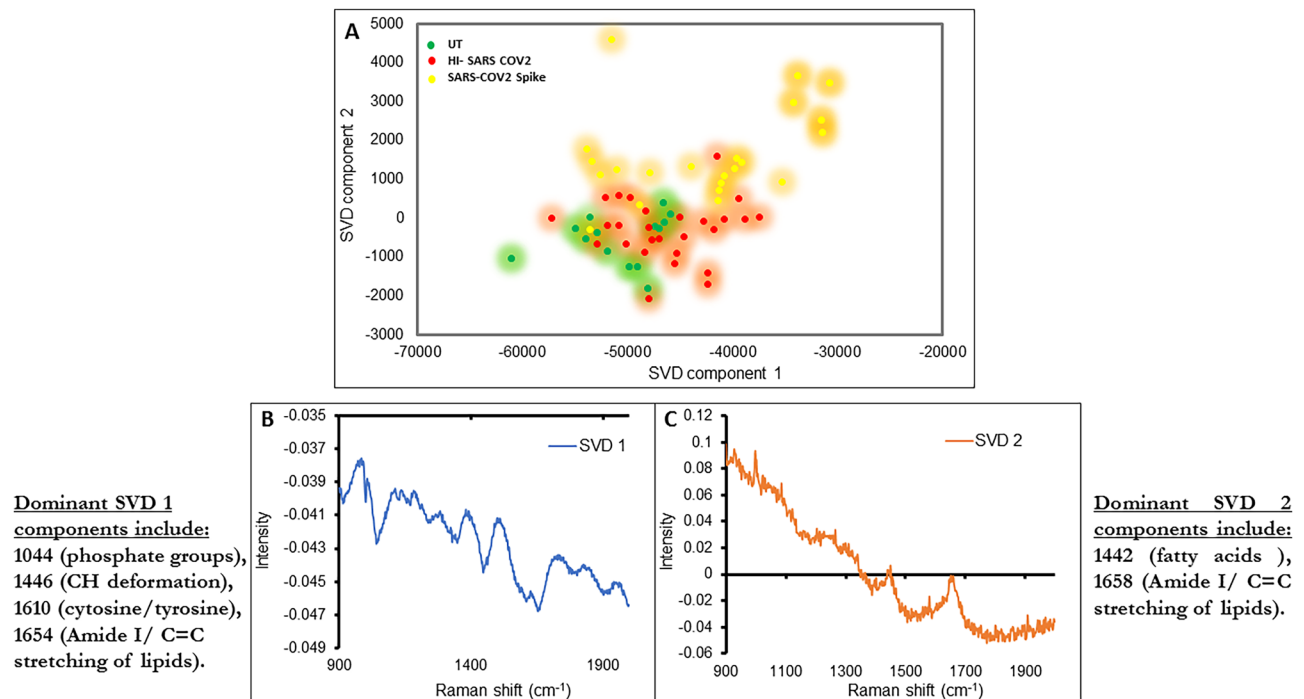 A
UT
HI- SARS COV2
SARS-COV2 Spike
5000
4000
3000
2000
1000
0
-1000
-2000
-3000
SVD component 2
-70000
-60000
-50000
-40000
-30000
-20000
SVD component 1
B
SVD 1
-0.035
-0.037
-0.039
-0.041
-0.043
-0.045
-0.047
-0.049
Intensity
900
1400
1900
Raman shift (cm-1)
C
SVD 2
0.12
0.1
0.08
0.06
0.04
0.02
0
-0.02
-0.04
-0.06
Intensity
900
1100
1300
1500
1700
1900
Raman shift (cm-1)
Dominant SVD 1
components include:
1044 (phosphate groups),
1446 (CH deformation),
1610 (cytosine/tyrosine),
1654 (Amide I/ C=C
stretching of lipids).
Dominant SVD 2
components include:
1442 (fatty acids ),
1658 (Amide I/ C=C
stretching of lipids).